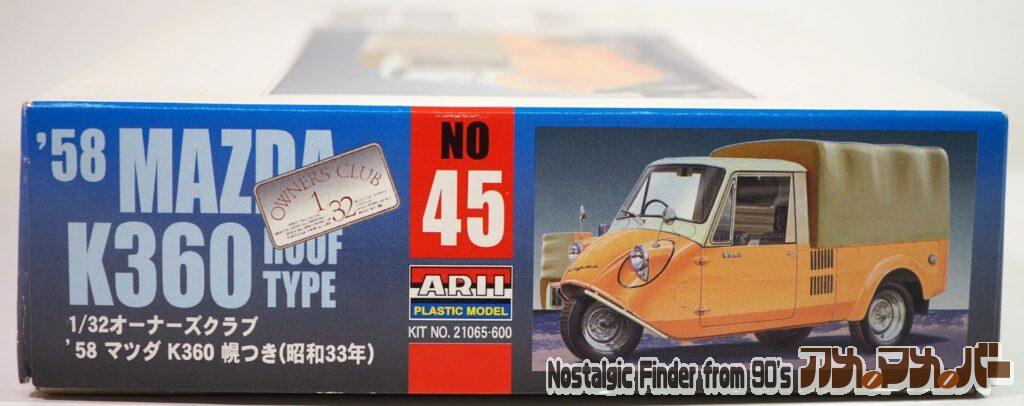 '58 MAZDA
K360 ROOF
TYPE
OWNERS CLUB
1
32
1/32オーナーズクラブ
'58 マツダ K360 幌つき(昭和33年)
NO
45
ARII
PLASTIC MODEL
KIT NO. 21065-600
Nostalgic Finder from 90's